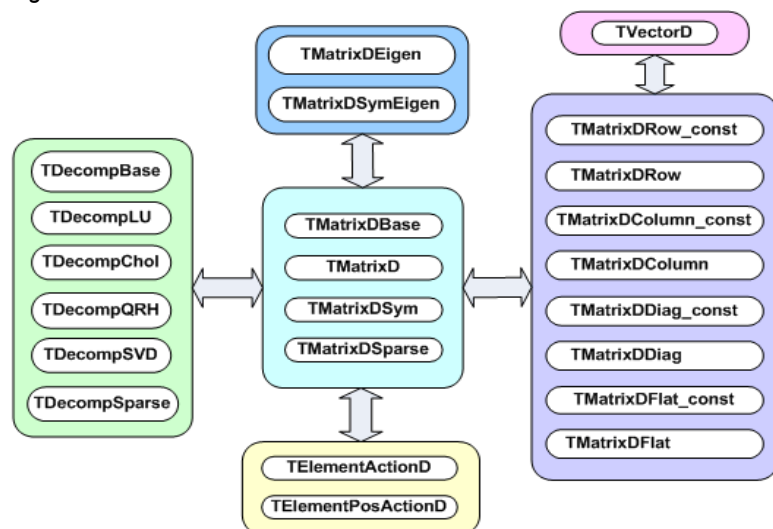 TVectorD
TMatrixDEigen
TMatrixDSymEigen
TMatrixDRow_const
TMatrixDRow
TMatrixDColumn_const
TMatrixDColumn
TMatrixDDiag_const
TMatrixDDiag
TMatrixDFlat_const
TMatrixDFlat
TDecompBase
TDecompLU
TDecompChol
TDecompQRH
TDecompSVD
TDecompSparse
TMatrixDBase
TMatrixD
TMatrixDSym
TMatrixDSparse
TElementActionD
TElementPosActionD